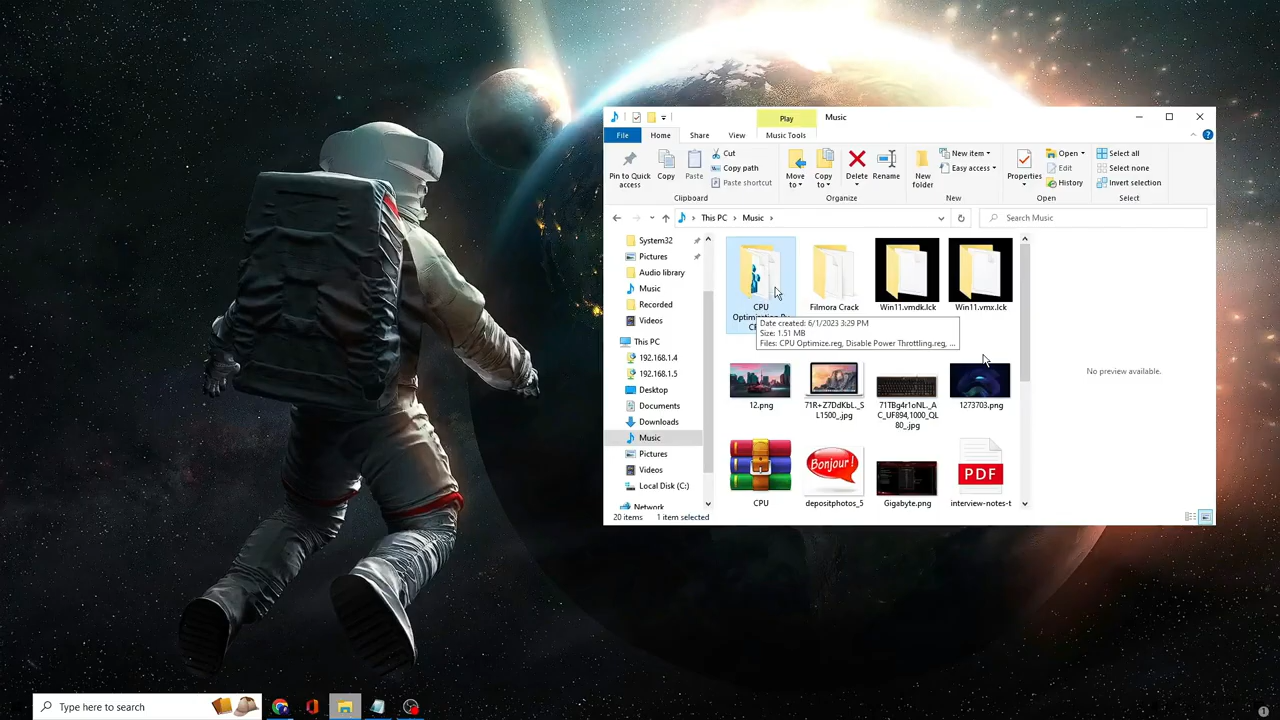 Play
Music
File
Home
Share
View
Music Tools
Pin to Quick
access
Copy
Paste
Cut
Copy path
Paste shortcut
Clipboard
Move
to
Copy
to
Delete
Rename
Organize
New
folder
New item
Easy access
New
Properties
Open
Edit
History
Open
Select all
Select none
Invert selection
Select
This PC
Music
Search Music
System32
Pictures
Audio library
Music
Recorded
Videos
This PC
192.168.1.4
192.168.1.5
Desktop
Documents
Downloads
Music
Pictures
Videos
Local Disk (C:)
Network
CPU
Filmora Crack
Win11.vmdk.lck
Win11.vmx.lck
Date created: 6/1/2023 3:29 PM
Size: 1.51 MB
Files: CPU Optimize.reg, Disable Power Throttling.reg, ...
12.png
71R+Z7DdKbL._S
L1500_.jpg
71TBg4r1oNL._A
C_UF894,1000_QL
80_.jpg
1273703.png
Bonjour !
PDF
CPU
depositphotos_5
Gigabyte.png
interview-notes-t
No preview available.
20 items
1 item selected
Type here to search